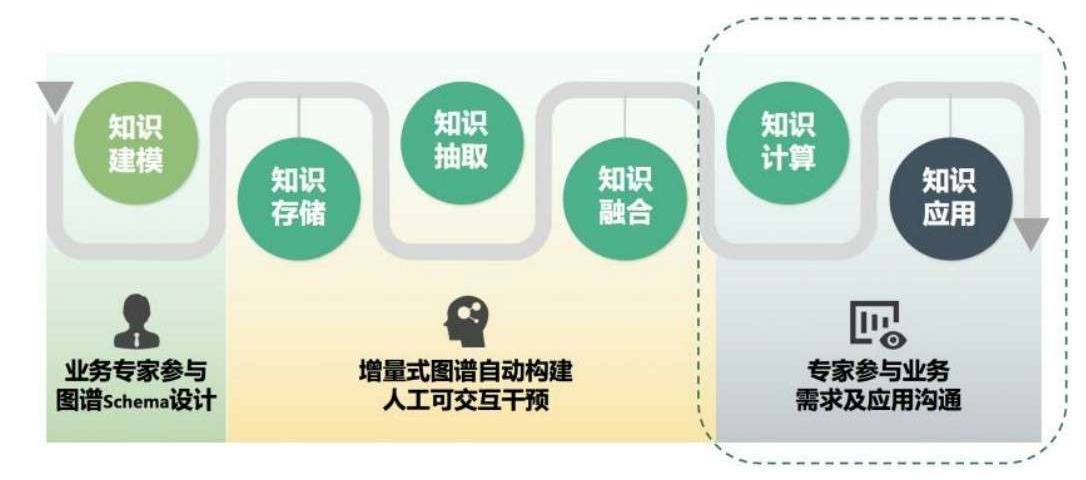 知识
建模
知识
存储
知识
抽取
知识
融合
知识
计算
知识
应用
业务专家参与
图谱Schema设计
增量式图谱自动构建
人工可交互干预
专家参与业务
需求及应用沟通